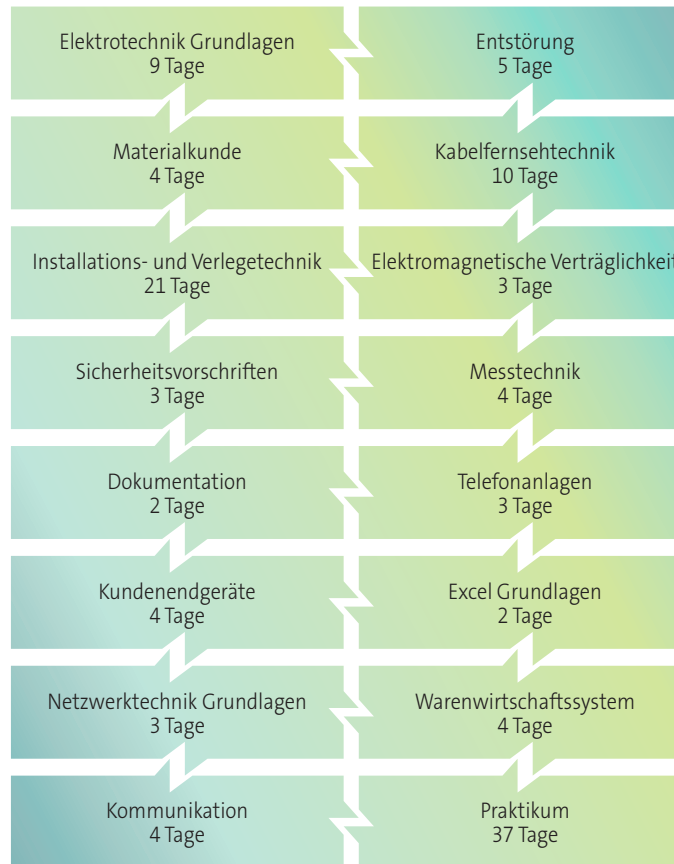 Elektrotechnik Grundlagen
9 Tage
Entstörung
5 Tage
Materialkunde
4 Tage
Kabelfernsehtechnik
10 Tage
Installations- und Verlegetechnik
21 Tage
Elektromagnetische Verträglichkeit
3 Tage
Sicherheitsvorschriften
3 Tage
Messtechnik
4 Tage
Dokumentation
2 Tage
Telefonanlagen
3 Tage
Kundenendgeräte
4 Tage
Excel Grundlagen
2 Tage
Netzwerktechnik Grundlagen
3 Tage
Warenwirtschaftssystem
4 Tage
Kommunikation
4 Tage
Praktikum
37 Tage